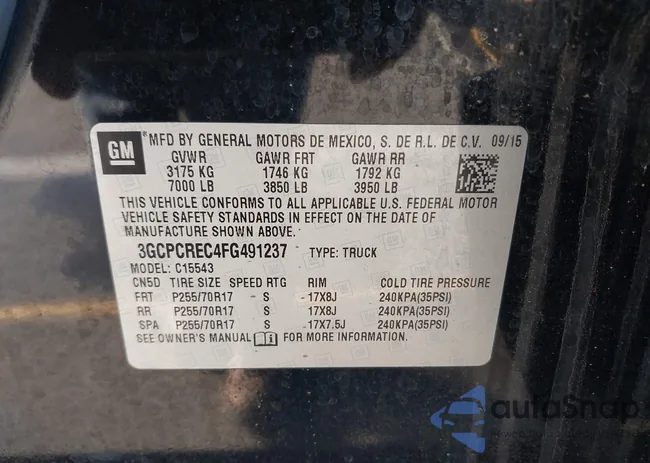 GM ®MFD BY GENERAL MOTORS DE MEXICO, S. DE R.L. DE C.V. 09/15
GVWR GAWR FRT GAWR RR
3175 KG 1746 KG 1792 KG
7000 LB 3850 LB 3950 LB
THIS VEHICLE CONFORMS TO ALL APPLICABLE U.S. FEDERAL MOTOR
VEHICLE SAFETY STANDARDS IN EFFECT ON THE DATE OF
MANUFACTURE SHOWN ABOVE.
3GCPCREC4FG491237 TYPE: TRUCK
MODEL: C15543
CN5D TIRE SIZE SPEED RTG RIM COLD TIRE PRESSURE
FRT P255/70R17 S 17X8J 240KPA(35PSI)
RR P255/70R17 S 17X8J 240KPA(35PSI)
SPA P255/70R17 S 17X7.5J 240KPA(35PSI)
SEE OWNER'S MANUAL FOR MORE INFORMATION.
autoSnap